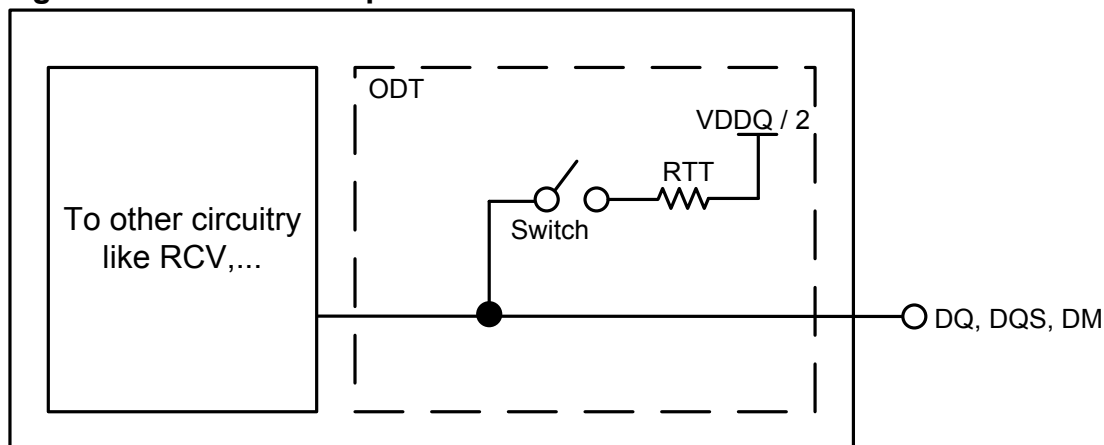 ODT
VDDQ / 2
RTT
Switch
To other circuitry
like RCV,...
DQ, DQS, DM